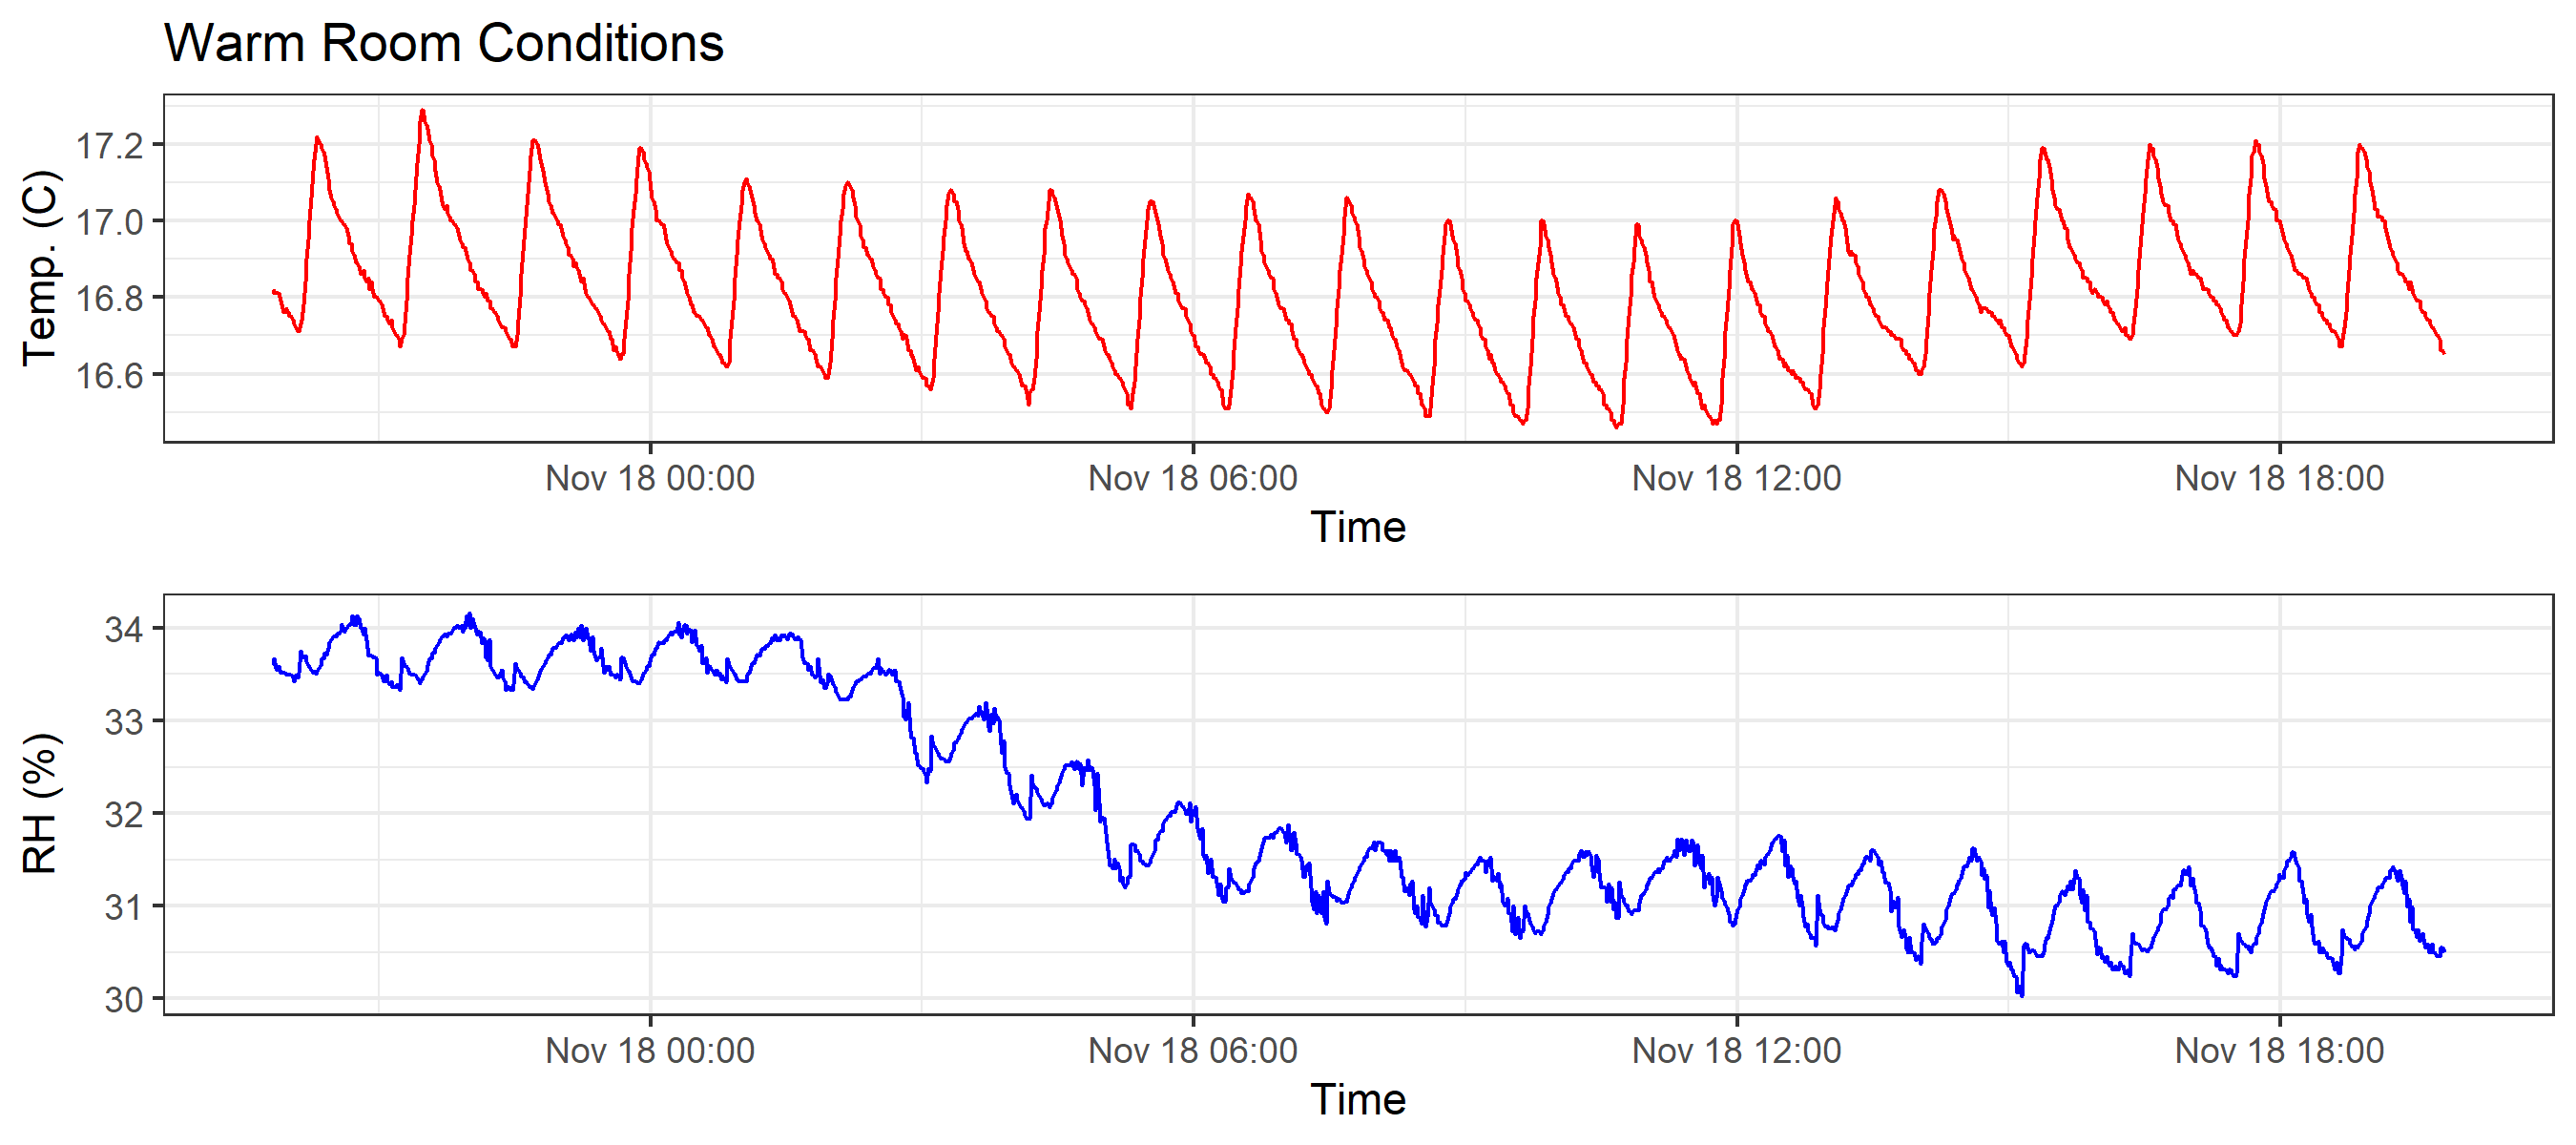 Warm Room Conditions
Temp. (C)
17.2
17.0
16.8
16.6
Nov 18 00:00 Nov 18 06:00 Nov 18 12:00 Nov 18 18:00
Time
RH (%)
34
33
32
31
30
Nov 18 00:00 Nov 18 06:00 Nov 18 12:00 Nov 18 18:00
Time